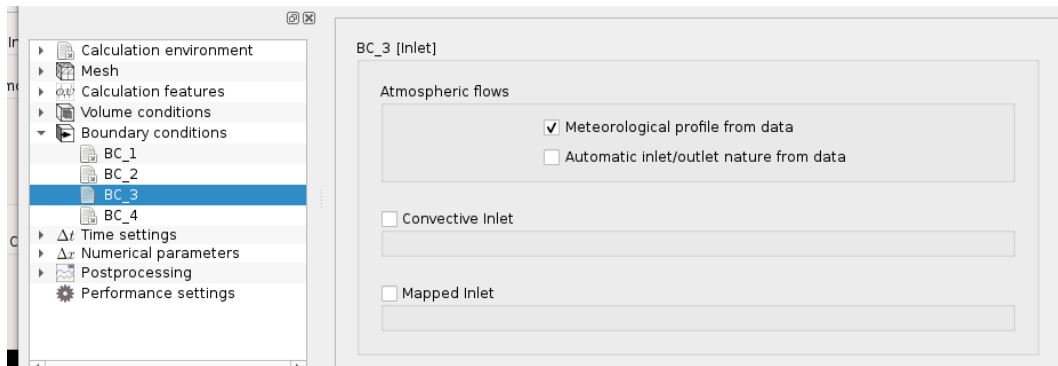 Calculation environment
Mesh
Calculation features
Volume conditions
Boundary conditions
BC_1
BC_2
BC_3
BC_4
Δt Time settings
Δx Numerical parameters
Postprocessing
Performance settings
BC_3 [Inlet]
Atmospheric flows
Meteorological profile from data
Automatic inlet/outlet nature from data
Convective Inlet
Mapped Inlet